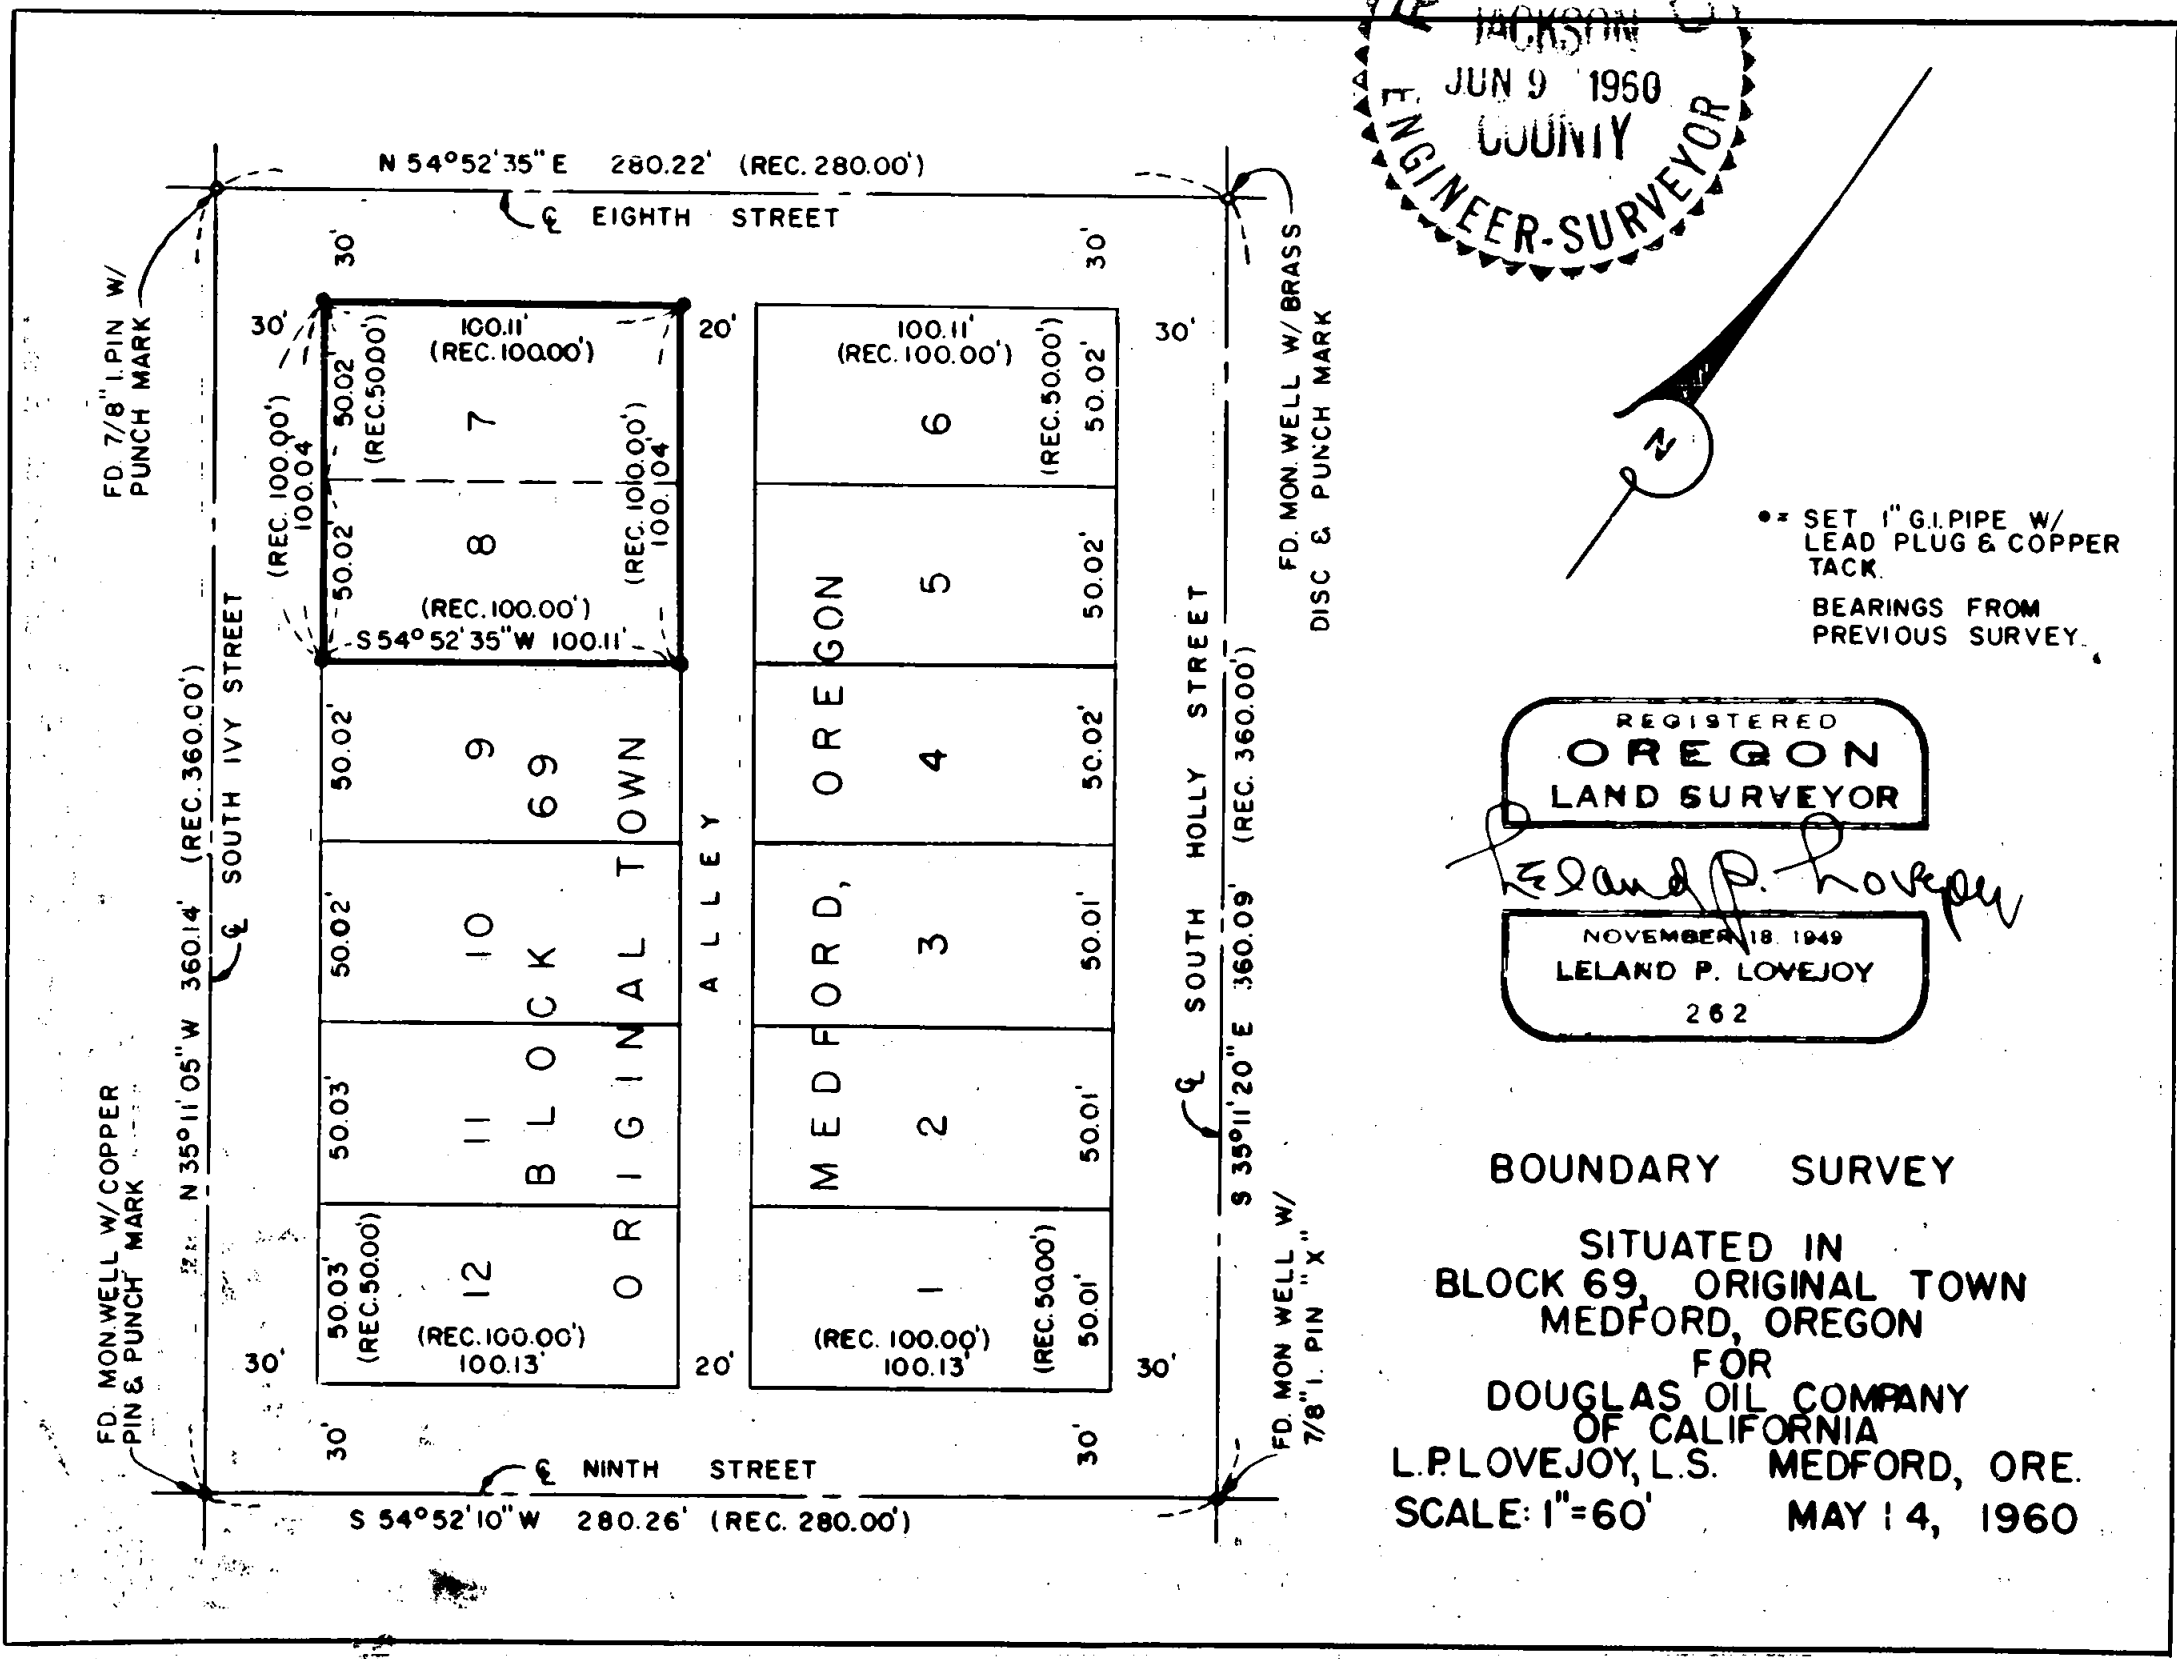 JACKSON
JUN 9 1960
COUNTY
ENGINEER-SURVEYOR
N 54°52'35" E 280.22' (REC. 280.00')
℄ EIGHTH STREET
30'
30'
FD. 7/8" I. PIN W/
PUNCH MARK
FD. MON. WELL W/ BRASS
DISC & PUNCH MARK
30'
100.11'
(REC. 100.00')
20'
100.11'
(REC. 100.00')
30'
(REC. 100.00')
100.04
50.02'
(REC. 50.00')
7
(REC. 100.00')
100.04'
6
(REC. 50.00')
50.02'
50.02'
8
(REC. 100.00')
S 54°52'35" W 100.11'
5
50.02'
50.02'
9
4
50.02'
50.02'
10
3
50.01'
50.03'
11
2
50.01'
50.03'
(REC. 50.00')
12
(REC. 100.00')
100.13'
1
(REC. 100.00')
100.13'
(REC. 50.00')
50.01'
BLOCK 69
ORIGINAL TOWN
ALLEY
MEDFORD, OREGON
N 35°11'05" W 360.14' (REC. 360.00')
℄ SOUTH IVY STREET
℄ SOUTH HOLLY STREET
S 35°11'20" E 360.09' (REC. 360.00')
FD. MON. WELL W/ COPPER
PIN & PUNCH MARK
FD. MON WELL W/
7/8" I. PIN "X"
30'
20'
30'
30'
30'
℄ NINTH STREET
S 54°52'10" W 280.26' (REC. 280.00')
N
● = SET 1" G.I. PIPE W/
LEAD PLUG & COPPER
TACK.
BEARINGS FROM
PREVIOUS SURVEY.
REGISTERED
OREGON
LAND SURVEYOR
Leland P. Lovejoy
NOVEMBER 18, 1949
LELAND P. LOVEJOY
262
BOUNDARY SURVEY
SITUATED IN
BLOCK 69, ORIGINAL TOWN
MEDFORD, OREGON
FOR
DOUGLAS OIL COMPANY
OF CALIFORNIA
L.P. LOVEJOY, L.S. MEDFORD, ORE.
SCALE: 1"=60' MAY 14, 1960